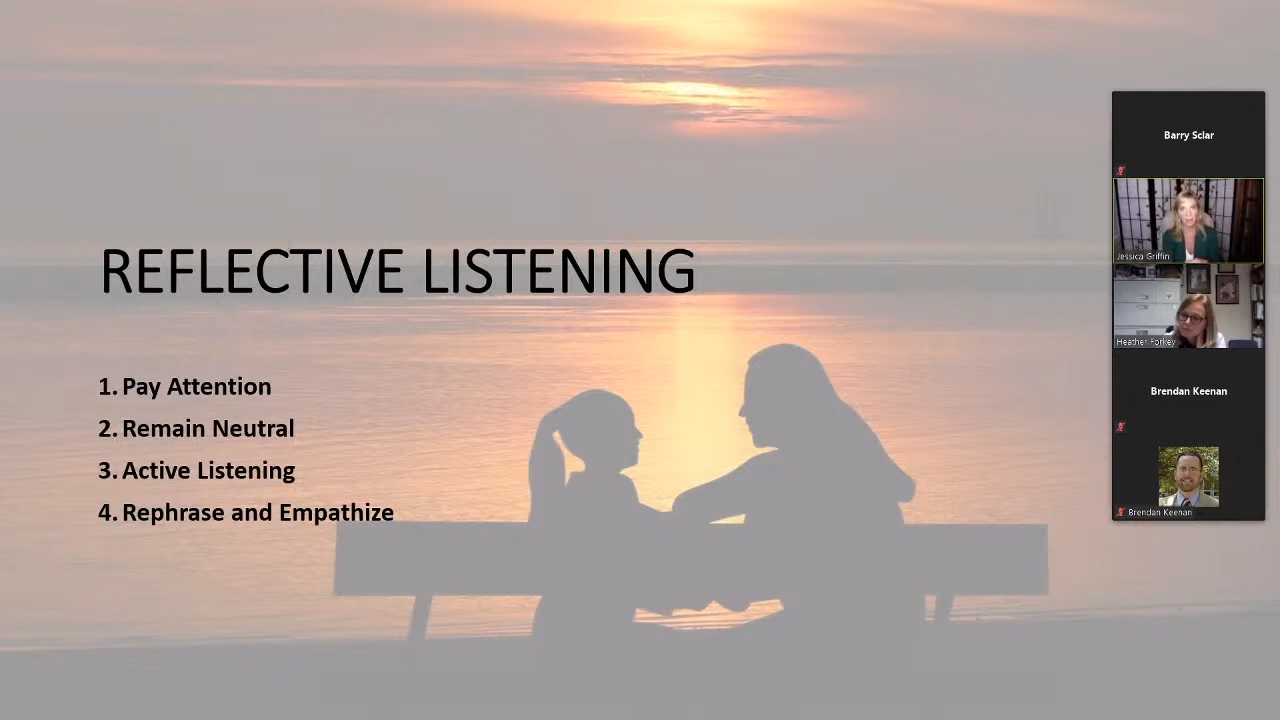 REFLECTIVE LISTENING
1. Pay Attention
2. Remain Neutral
3. Active Listening
4. Rephrase and Empathize
Barry Sclar
Jessica Griffin
Heather Forkey
Brendan Keenan
Brendan Keenan